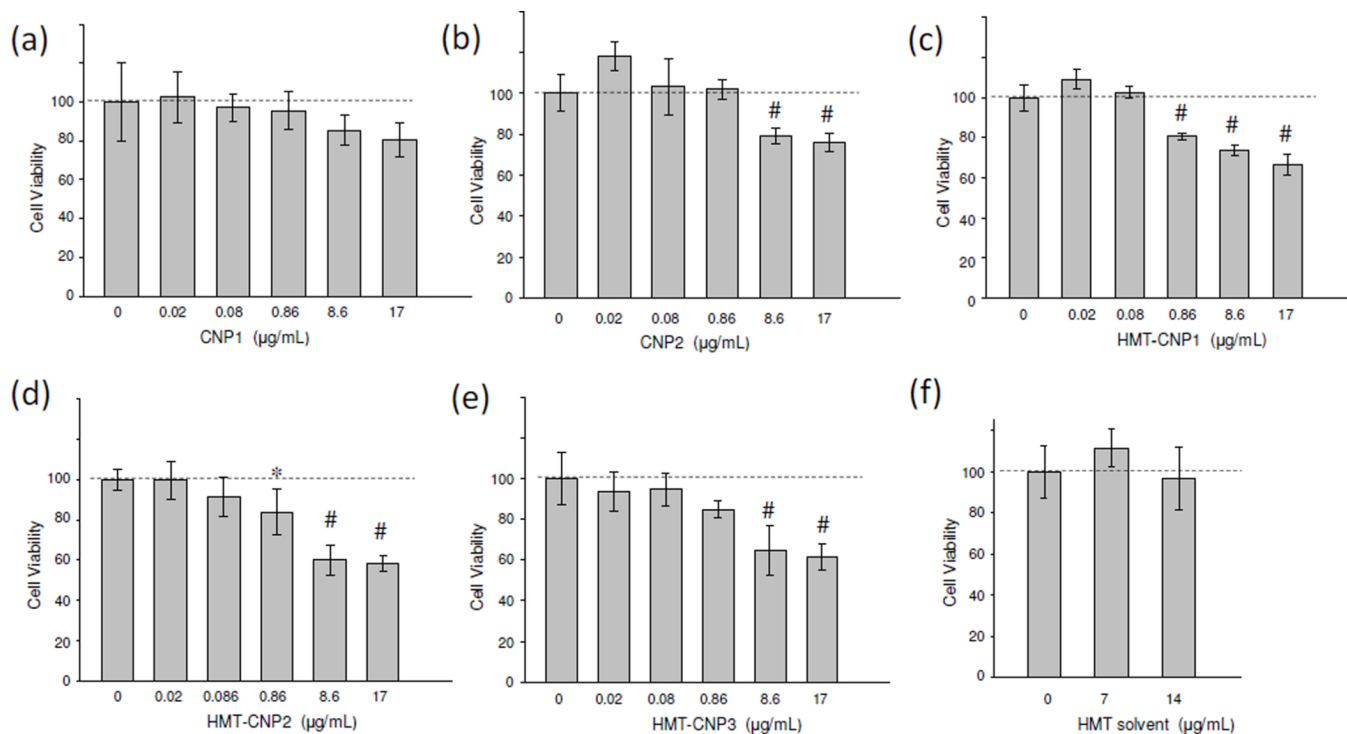 (a)
Cell Viability
100
80
60
40
20
0
0 0.02 0.08 0.86 8.6 17
CNP1 (µg/mL)
(b)
Cell Viability
100
80
60
40
20
0
# #
0 0.02 0.08 0.86 8.6 17
CNP2 (µg/mL)
(c)
Cell Viability
100
80
60
40
20
0
# # #
0 0.02 0.08 0.86 8.6 17
HMT-CNP1 (µg/mL)
(d)
Cell Viability
100
80
60
40
20
0
* # #
0 0.02 0.086 0.86 8.6 17
HMT-CNP2 (µg/mL)
(e)
Cell Viability
100
80
60
40
20
0
# #
0 0.02 0.08 0.86 8.6 17
HMT-CNP3 (µg/mL)
(f)
Cell Viability
100
80
60
40
20
0
0 7 14
HMT solvent (µg/mL)